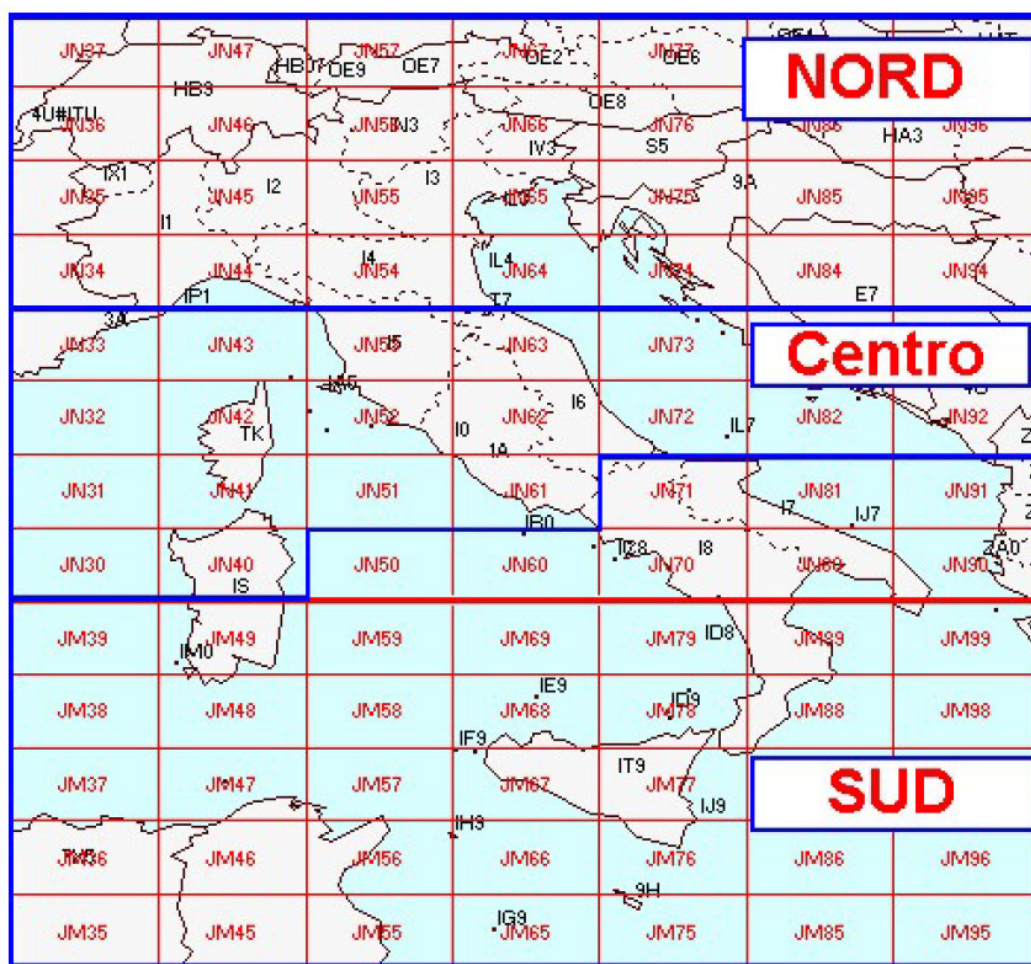 JN37 JN47 JN57 JN67 JN77
HB0 OE9 OE7 OE2 OE6
NORD
HB9 OE8
4U#ITU
JN36 JN46 JN56 IN3 JN66 JN76 JN86 HA3 JN96
IV3 S5
IX1 I2 I3 9A
JN35 JN45 JN55 JN65 JN75 JN85 JN95
I1
I4 IL4
JN34 JN44 JN54 JN64 JN74 JN84 JN94
IP1 T7 E7
3A
JN33 JN43 JN53 I5 JN63 JN73
Centro
IA5 I6
JN32 JN42 JN52 JN62 JN72 JN82 JN92
TK I0 IL7
1A
JN31 JN41 JN51 JN61 JN71 JN81 JN91
IB0 I7 IJ7
IC8 I8 ZA0
JN30 JN40 JN50 JN60 JN70 JN80 JN90
IS
JM39 JM49 JM59 JM69 JM79 ID8 JM89 JM99
IM0
IE9 ID9
JM38 JM48 JM58 JM68 JM78 JM88 JM98
IF9 IT9
JM37 JM47 JM57 JM67 JM77
SUD
IJ9
IH9
JM36 JM46 JM56 JM66 JM76 JM86 JM96
9H
IG9
JM35 JM45 JM55 JM65 JM75 JM85 JM95